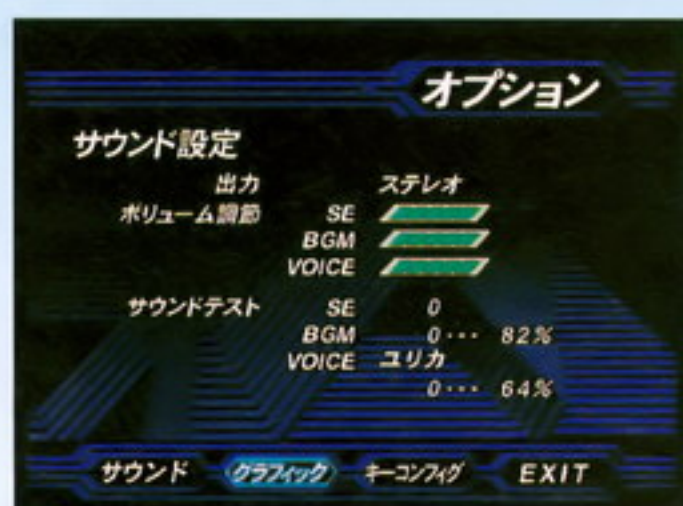 オプション
サウンド設定
出力 ステレオ
ボリューム調節 SE
BGM
VOICE
サウンドテスト SE 0
BGM 0… 82%
VOICE ユリカ
0… 64%
サウンド グラフィック キーコンフィグ EXIT